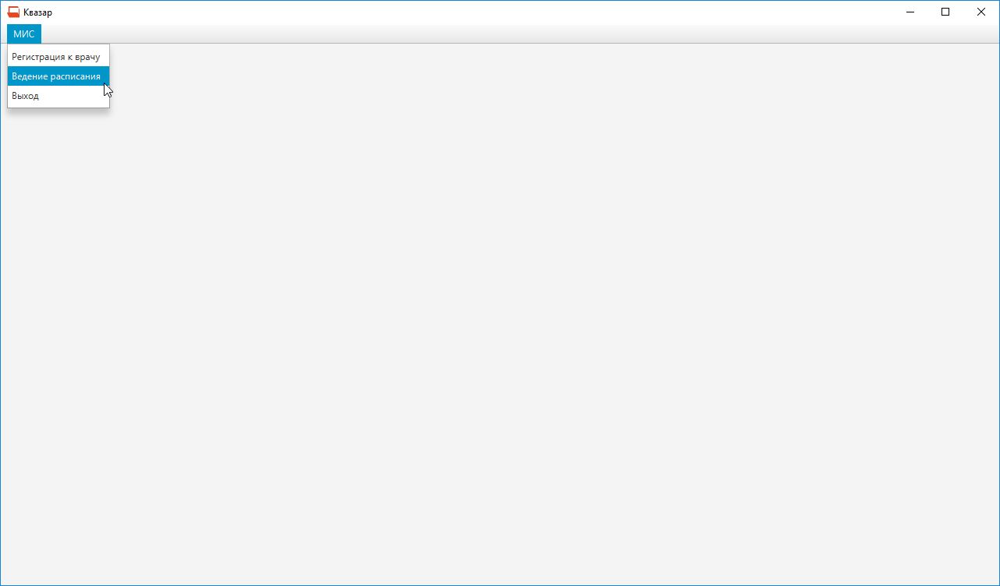 Квазар
МИС
Регистрация к врачу
Ведение расписания
Выход